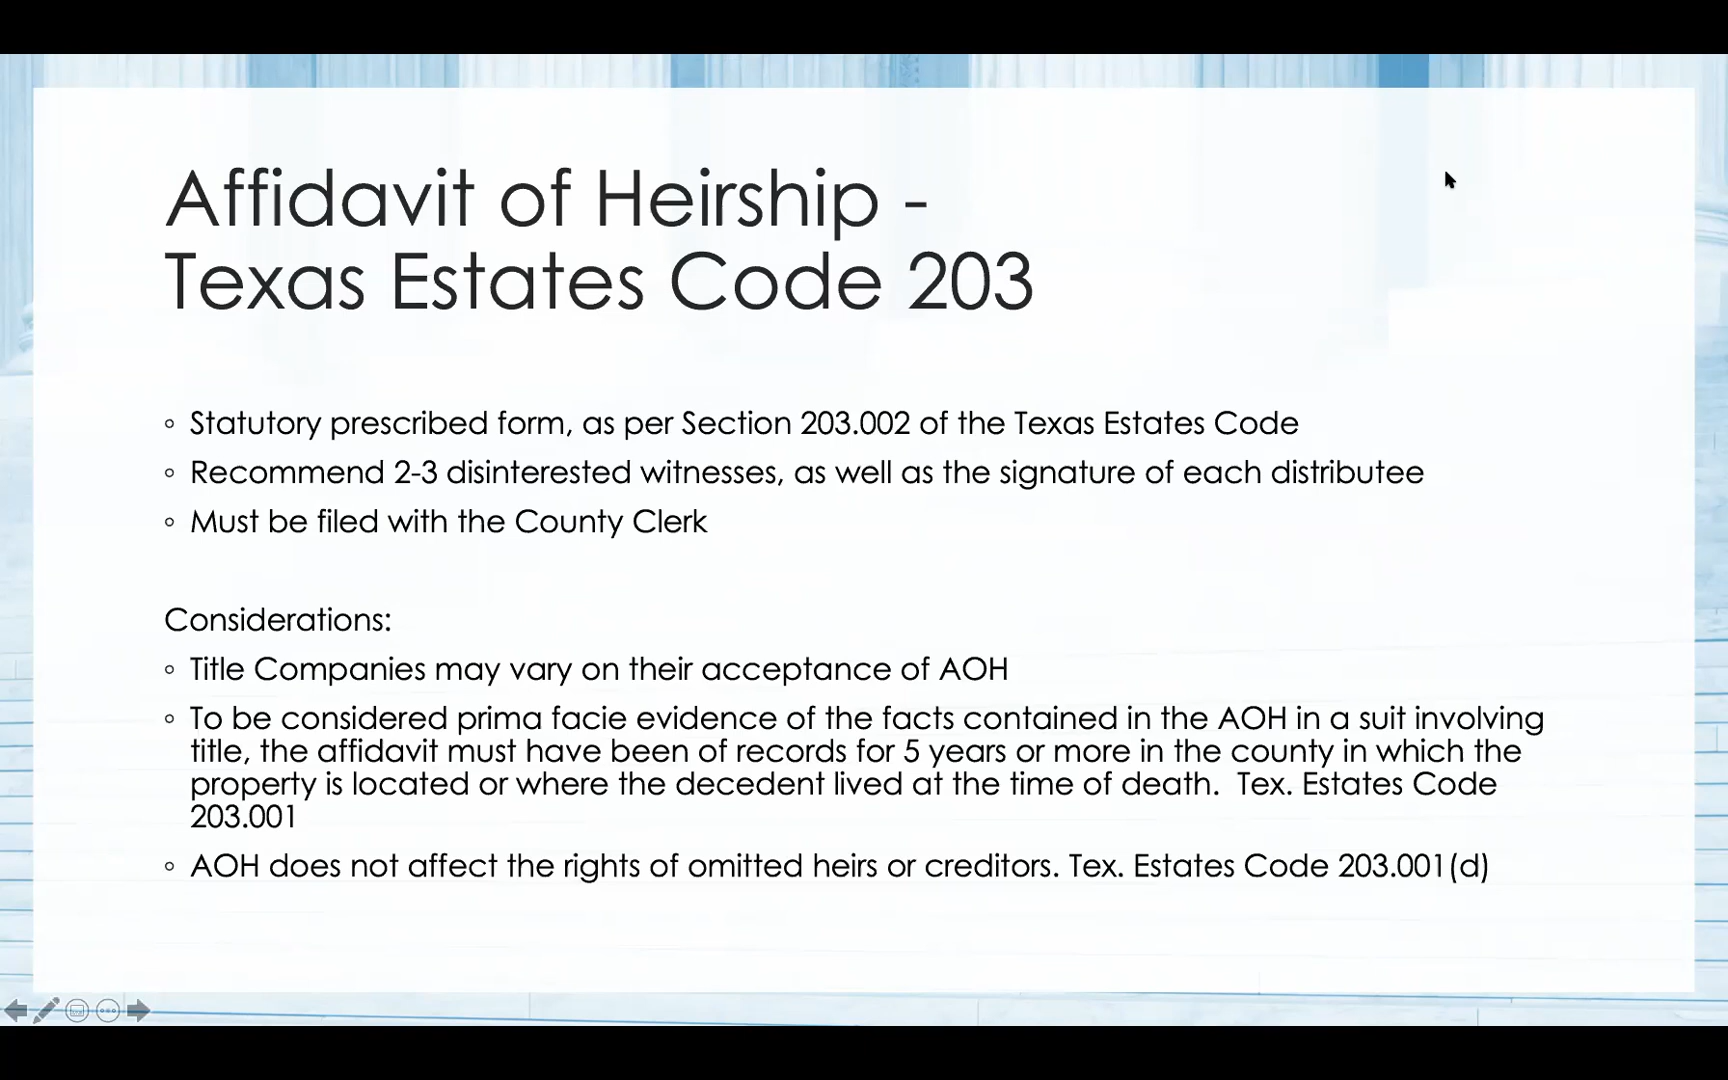 Affidavit of Heirship -
Texas Estates Code 203
◦ Statutory prescribed form, as per Section 203.002 of the Texas Estates Code
◦ Recommend 2-3 disinterested witnesses, as well as the signature of each distributee
◦ Must be filed with the County Clerk
Considerations:
◦ Title Companies may vary on their acceptance of AOH
◦ To be considered prima facie evidence of the facts contained in the AOH in a suit involving
title, the affidavit must have been of records for 5 years or more in the county in which the
property is located or where the decedent lived at the time of death.  Tex. Estates Code
203.001
◦ AOH does not affect the rights of omitted heirs or creditors. Tex. Estates Code 203.001(d)